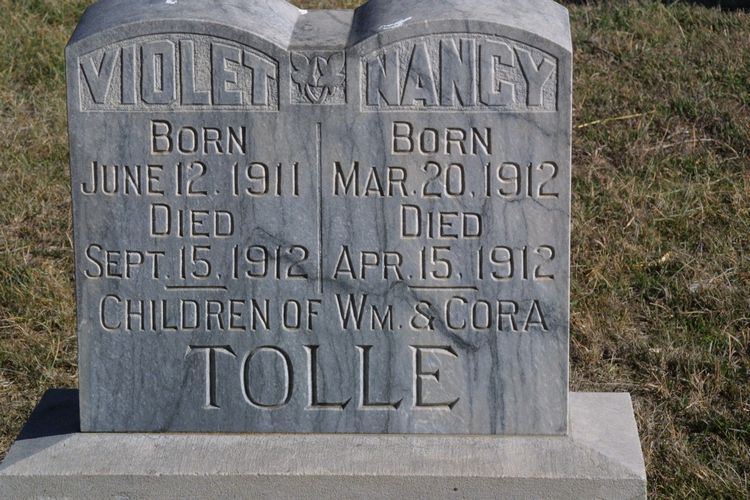 VIOLET
BORN
JUNE 12, 1911
DIED
SEPT. 15, 1912
NANCY
BORN
MAR. 20, 1912
DIED
APR. 15, 1912
CHILDREN OF WM. & CORA
TOLLE